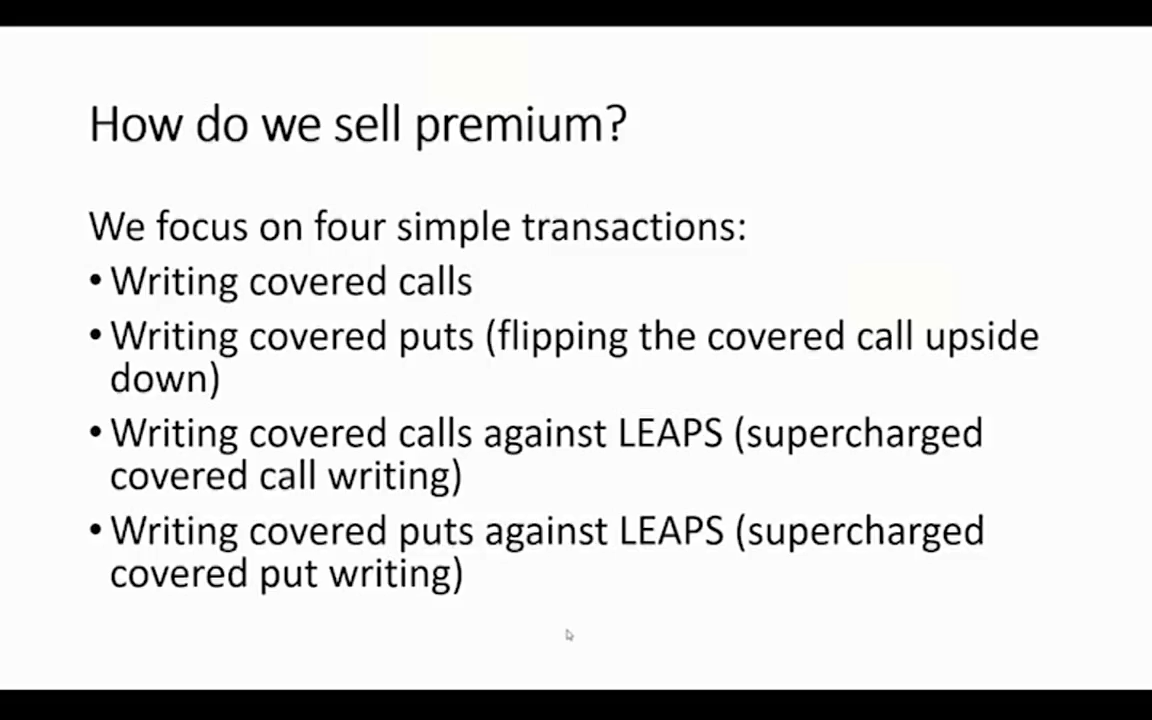 How do we sell premium?
We focus on four simple transactions:
•Writing covered calls
•Writing covered puts (flipping the covered call upside
down)
•Writing covered calls against LEAPS (supercharged
covered call writing)
•Writing covered puts against LEAPS (supercharged
covered put writing)